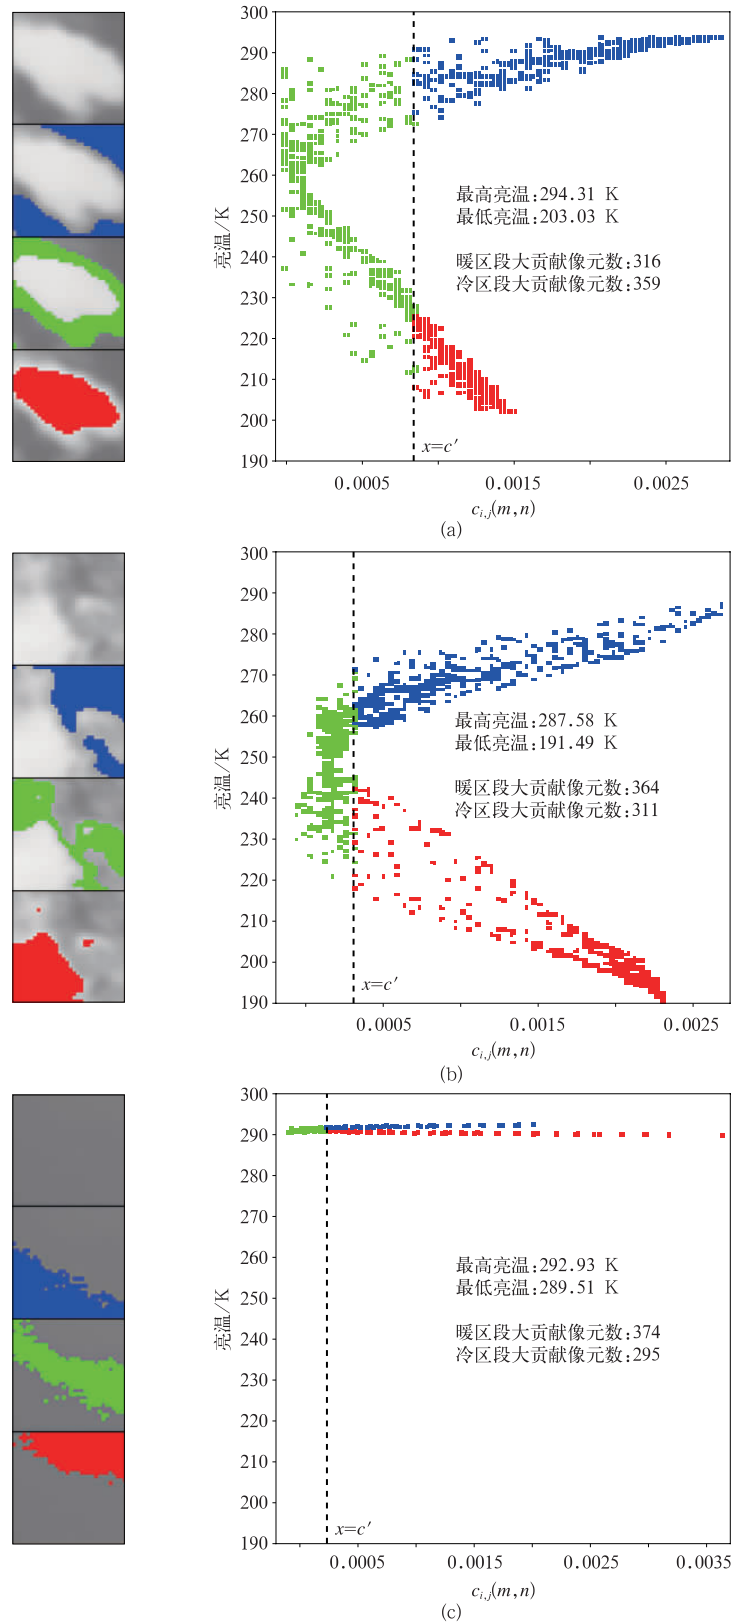 300
290
280
270
260
250
240
230
220
210
200
190
亮温/K
最高亮温:294.31 K
最低亮温:203.03 K
暖区段大贡献像元数:316
冷区段大贡献像元数:359
x=c′
0.0005 0.0015 0.0025
c_{i,j}(m,n)
(a)
300
290
280
270
260
250
240
230
220
210
200
190
亮温/K
最高亮温:287.58 K
最低亮温:191.49 K
暖区段大贡献像元数:364
冷区段大贡献像元数:311
x=c′
0.0005 0.0015 0.0025
c_{i,j}(m,n)
(b)
300
290
280
270
260
250
240
230
220
210
200
190
亮温/K
最高亮温:292.93 K
最低亮温:289.51 K
暖区段大贡献像元数:374
冷区段大贡献像元数:295
x=c′
0.0005 0.0015 0.0025 0.0035
c_{i,j}(m,n)
(c)